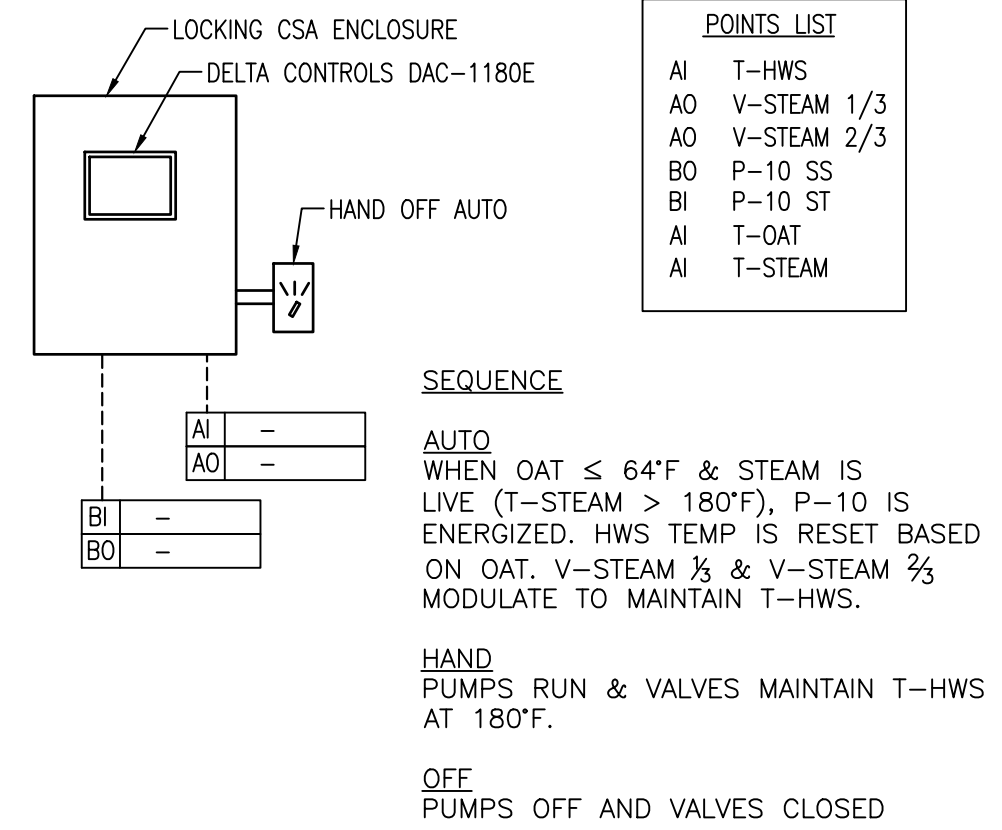 LOCKING CSA ENCLOSURE
DELTA CONTROLS DAC-1180E
HAND OFF AUTO
AI -
AO -
BI -
BO -
POINTS LIST
AI T-HWS
AO V-STEAM 1/3
AO V-STEAM 2/3
BO P-10 SS
BI P-10 ST
AI T-OAT
AI T-STEAM
SEQUENCE
AUTO
WHEN OAT ≤ 64°F & STEAM IS
LIVE (T-STEAM > 180°F), P-10 IS
ENERGIZED. HWS TEMP IS RESET BASED
ON OAT. V-STEAM ⅓ & V-STEAM ⅔
MODULATE TO MAINTAIN T-HWS.
HAND
PUMPS RUN & VALVES MAINTAIN T-HWS
AT 180°F.
OFF
PUMPS OFF AND VALVES CLOSED